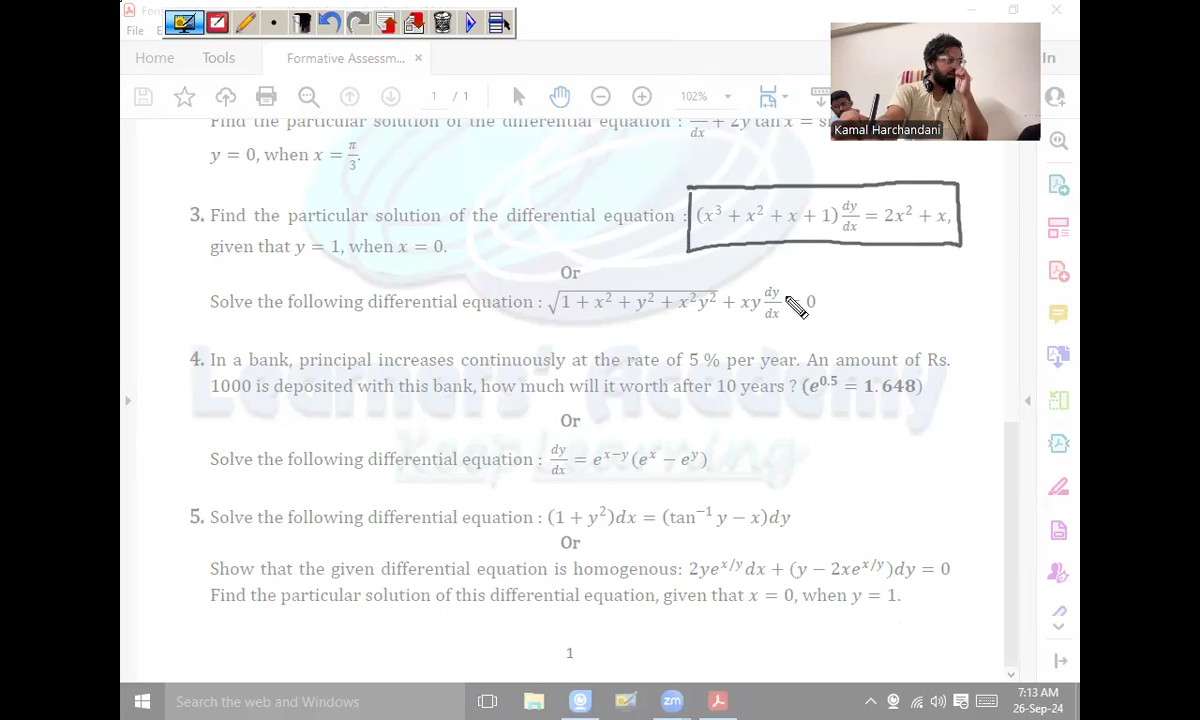 File
Home Tools Formative Assessm... × In
1 / 1 102%
Kamal Harchandani
Find the particular solution of the differential equation : /dx + 2y tan x =
y = 0, when x = π/3.
3. Find the particular solution of the differential equation : (x³ + x² + x + 1) dy/dx = 2x² + x,
given that y = 1, when x = 0.
Or
Solve the following differential equation : √(1 + x² + y² + x²y²) + xy dy/dx = 0
4. In a bank, principal increases continuously at the rate of 5 % per year. An amount of Rs.
1000 is deposited with this bank, how much will it worth after 10 years ? (e^0.5 = 1.648)
Or
Solve the following differential equation : dy/dx = e^(x−y)(e^x − e^y)
5. Solve the following differential equation : (1 + y²)dx = (tan⁻¹ y − x)dy
Or
Show that the given differential equation is homogenous: 2ye^(x/y)dx + (y − 2xe^(x/y))dy = 0
Find the particular solution of this differential equation, given that x = 0, when y = 1.
Learners' Academy
Keep Learning
1
Search the web and Windows
zm
7:13 AM
26-Sep-24